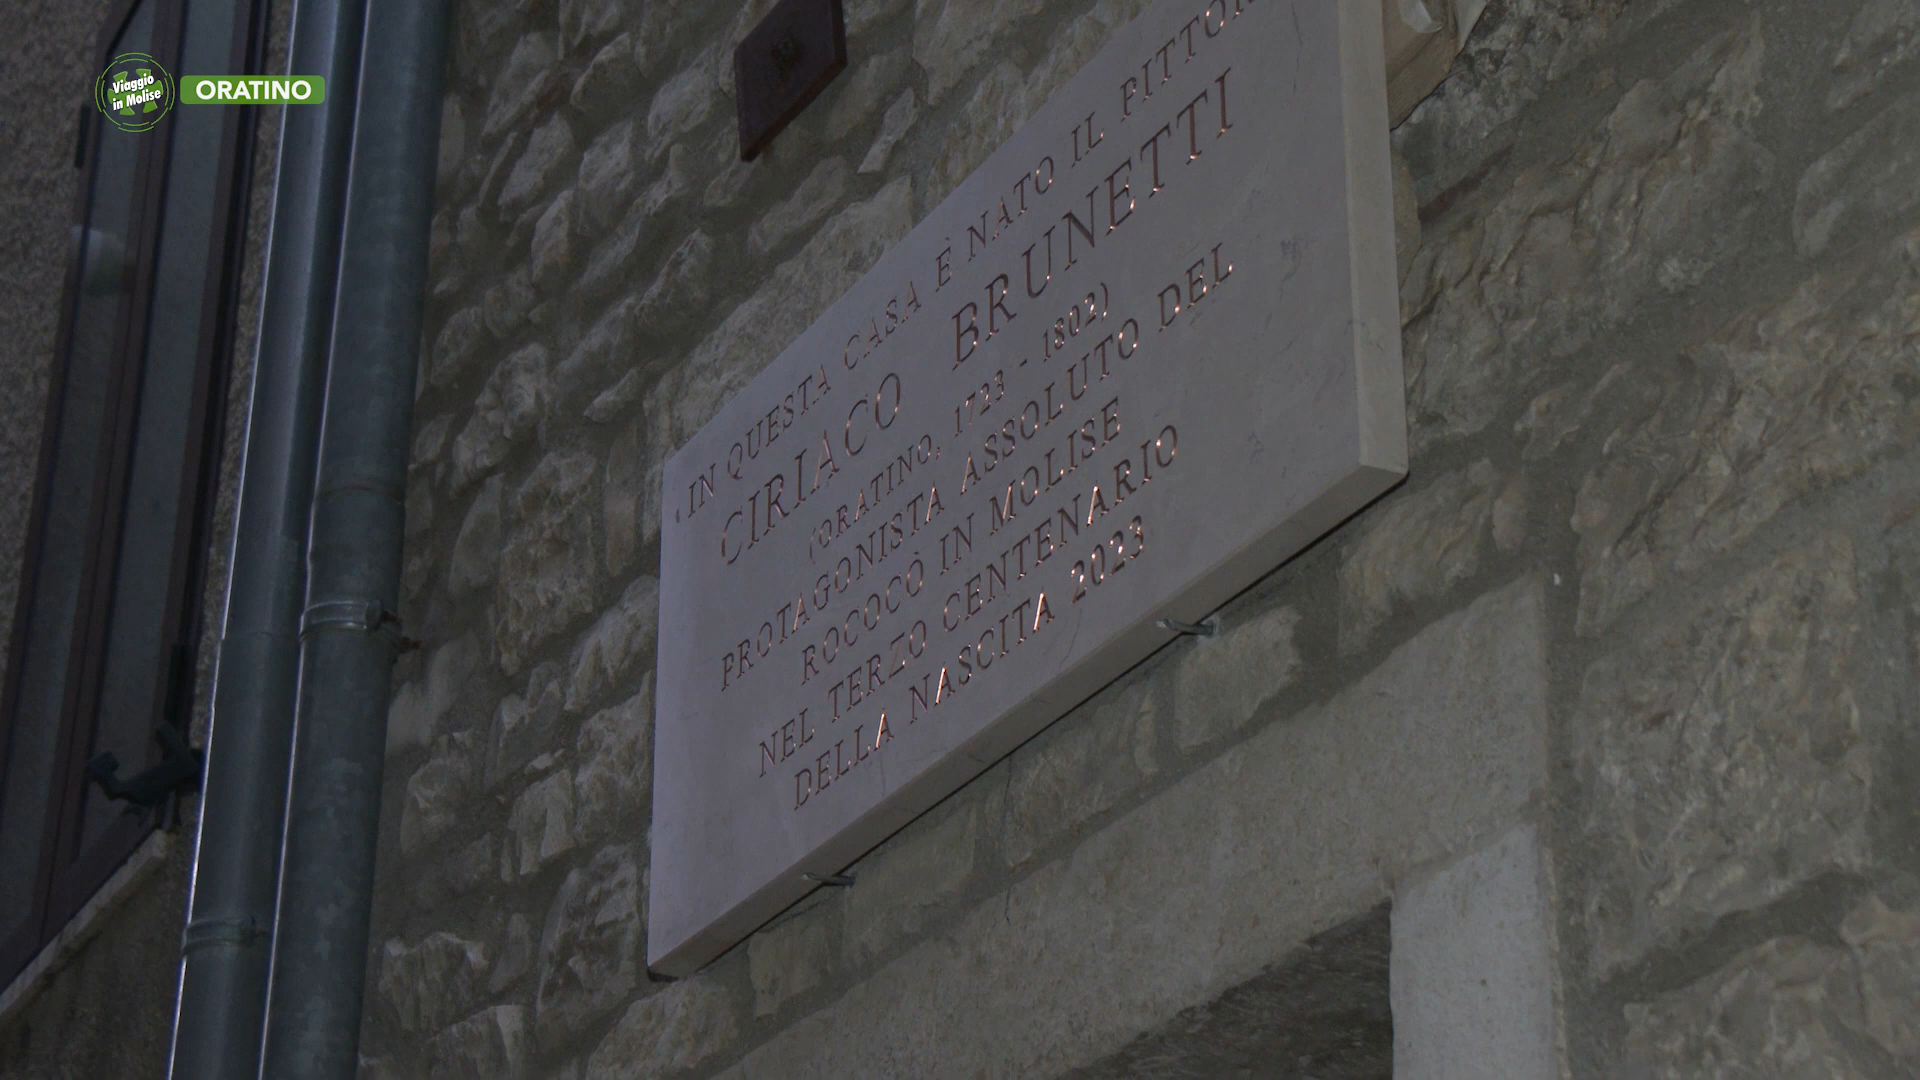 Viaggio
in Molise
ORATINO
IN QUESTA CASA È NATO IL PITTOR
CIRIACO BRUNETTI
(ORATINO, 1723 - 1802)
PROTAGONISTA ASSOLUTO DEL
ROCOCÒ IN MOLISE
NEL TERZO CENTENARIO
DELLA NASCITA 2023